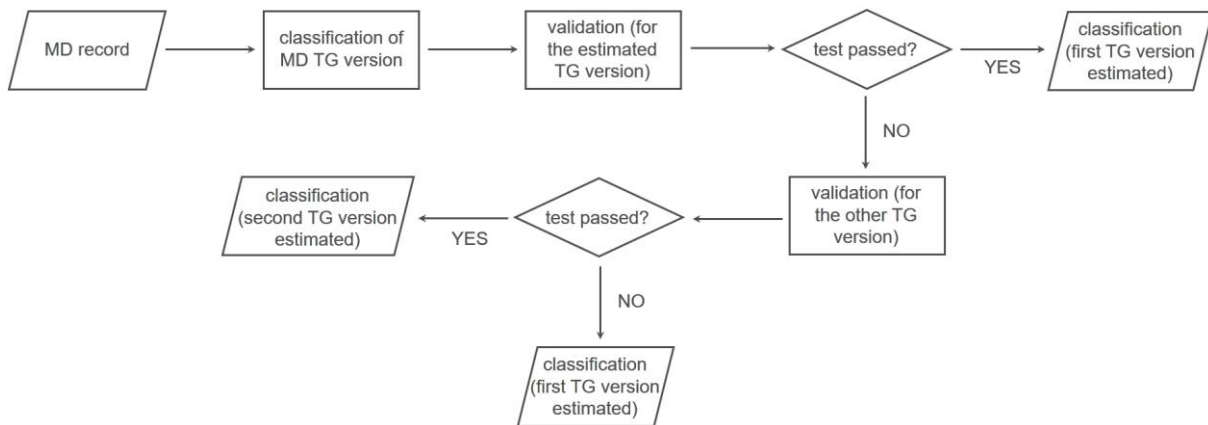 MD record
classification of
MD TG version
validation (for
the estimated
TG version)
test passed?
YES
classification
(first TG version
estimated)
NO
validation (for
the other TG
version)
test passed?
YES
classification
(second TG version
estimated)
NO
classification
(first TG version
estimated)